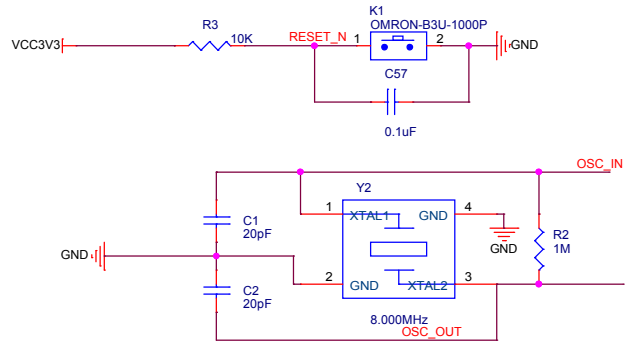 K1
OMRON-B3U-1000P
R3
10K
VCC3V3
RESET_N
1
2
GND
C57
0.1uF
OSC_IN
Y2
1
XTAL1
GND
4
C1
20pF
GND
R2
1M
GND
2
GND
XTAL2
3
C2
20pF
8.000MHz
OSC_OUT